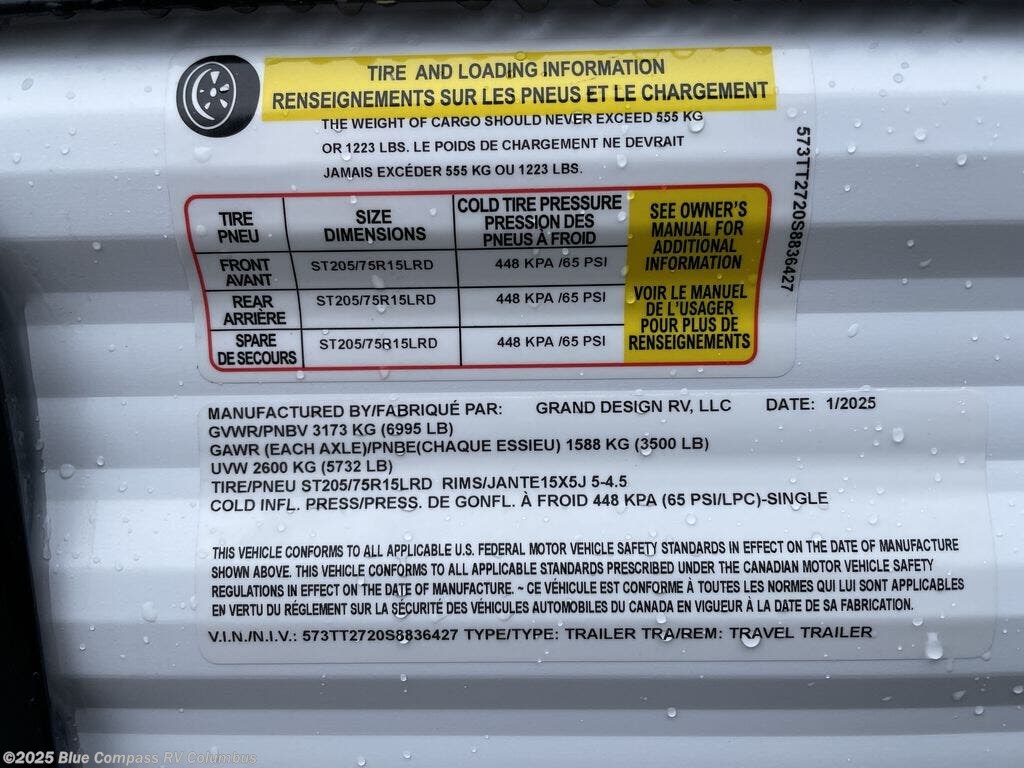 TIRE AND LOADING INFORMATION
RENSEIGNEMENTS SUR LES PNEUS ET LE CHARGEMENT
THE WEIGHT OF CARGO SHOULD NEVER EXCEED 555 KG
OR 1223 LBS. LE POIDS DE CHARGEMENT NE DEVRAIT
JAMAIS EXCÉDER 555 KG OU 1223 LBS.
573TT2720S8836427
TIRE
PNEU
SIZE
DIMENSIONS
COLD TIRE PRESSURE
PRESSION DES
PNEUS À FROID
FRONT
AVANT
ST205/75R15LRD
448 KPA /65 PSI
REAR
ARRIÈRE
ST205/75R15LRD
448 KPA /65 PSI
SPARE
DE SECOURS
ST205/75R15LRD
448 KPA /65 PSI
SEE OWNER'S
MANUAL FOR
ADDITIONAL
INFORMATION
VOIR LE MANUEL
DE L'USAGER
POUR PLUS DE
RENSEIGNEMENTS
MANUFACTURED BY/FABRIQUÉ PAR: GRAND DESIGN RV, LLC DATE: 1/2025
GVWR/PNBV 3173 KG (6995 LB)
GAWR (EACH AXLE)/PNBE(CHAQUE ESSIEU) 1588 KG (3500 LB)
UVW 2600 KG (5732 LB)
TIRE/PNEU ST205/75R15LRD RIMS/JANTE15X5J 5-4.5
COLD INFL. PRESS/PRESS. DE GONFL. À FROID 448 KPA (65 PSI/LPC)-SINGLE
THIS VEHICLE CONFORMS TO ALL APPLICABLE U.S. FEDERAL MOTOR VEHICLE SAFETY STANDARDS IN EFFECT ON THE DATE OF MANUFACTURE
SHOWN ABOVE. THIS VEHICLE CONFORMS TO ALL APPLICABLE STANDARDS PRESCRIBED UNDER THE CANADIAN MOTOR VEHICLE SAFETY
REGULATIONS IN EFFECT ON THE DATE OF MANUFACTURE. ~ CE VÉHICULE EST CONFORME À TOUTES LES NORMES QUI LUI SONT APPLICABLES
EN VERTU DU RÉGLEMENT SUR LA SÉCURITÉ DES VÉHICULES AUTOMOBILES DU CANADA EN VIGUEUR À LA DATE DE SA FABRICATION.
V.I.N./N.I.V.: 573TT2720S8836427 TYPE/TYPE: TRAILER TRA/REM: TRAVEL TRAILER
©2025 Blue Compass RV Columbus